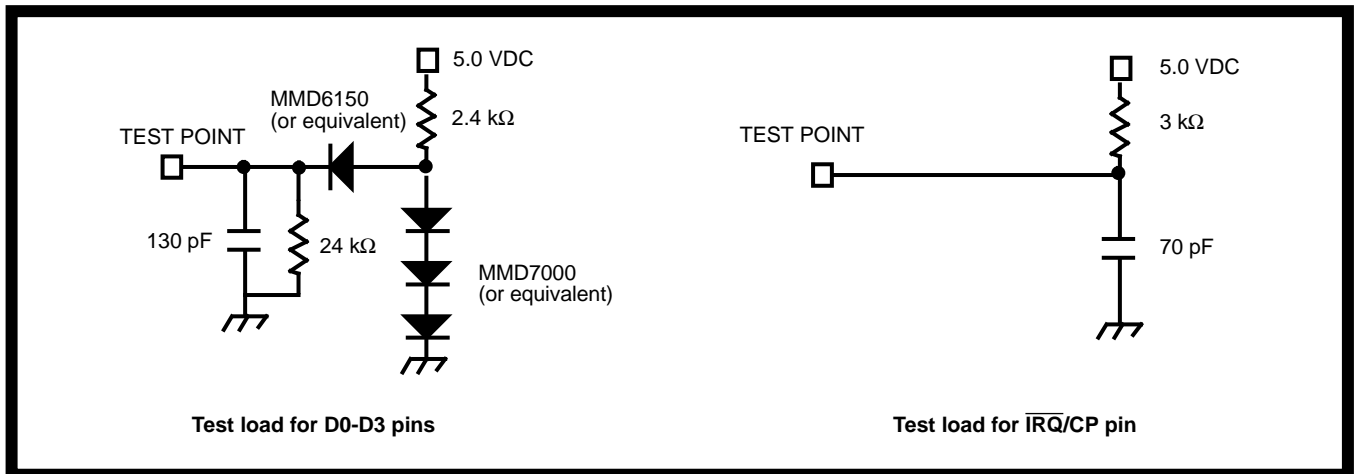 5.0 VDC
MMD6150
(or equivalent)
2.4 kΩ
TEST POINT
130 pF
24 kΩ
MMD7000
(or equivalent)
Test load for D0-D3 pins
5.0 VDC
3 kΩ
TEST POINT
70 pF
Test load for I̅R̅Q̅/CP pin